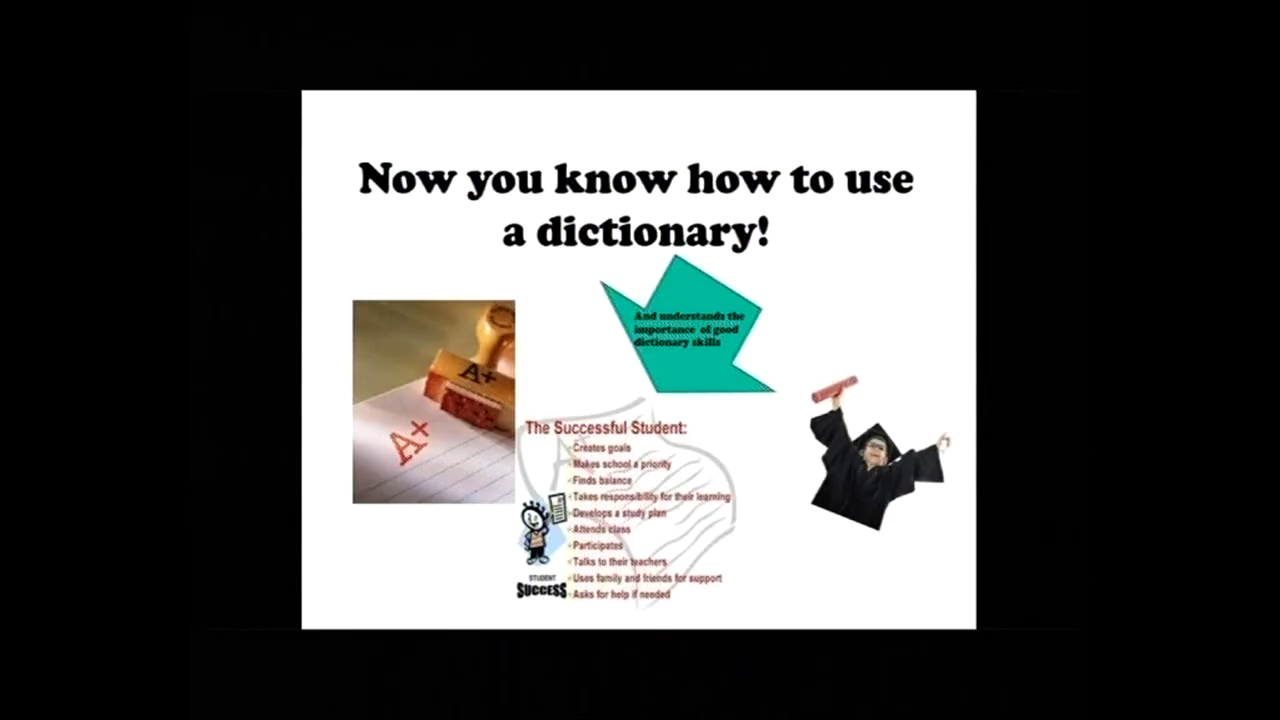 Now you know how to use
a dictionary!
And understands the
importance of good
dictionary skills
A+
A+
The Successful Student:
Creates goals
Makes school a priority
Finds balance
Takes responsibility for their learning
Develops a study plan
Attends class
Participates
Talks to their teachers
Uses family and friends for support
Asks for help if needed
STUDENT
SUCCESS